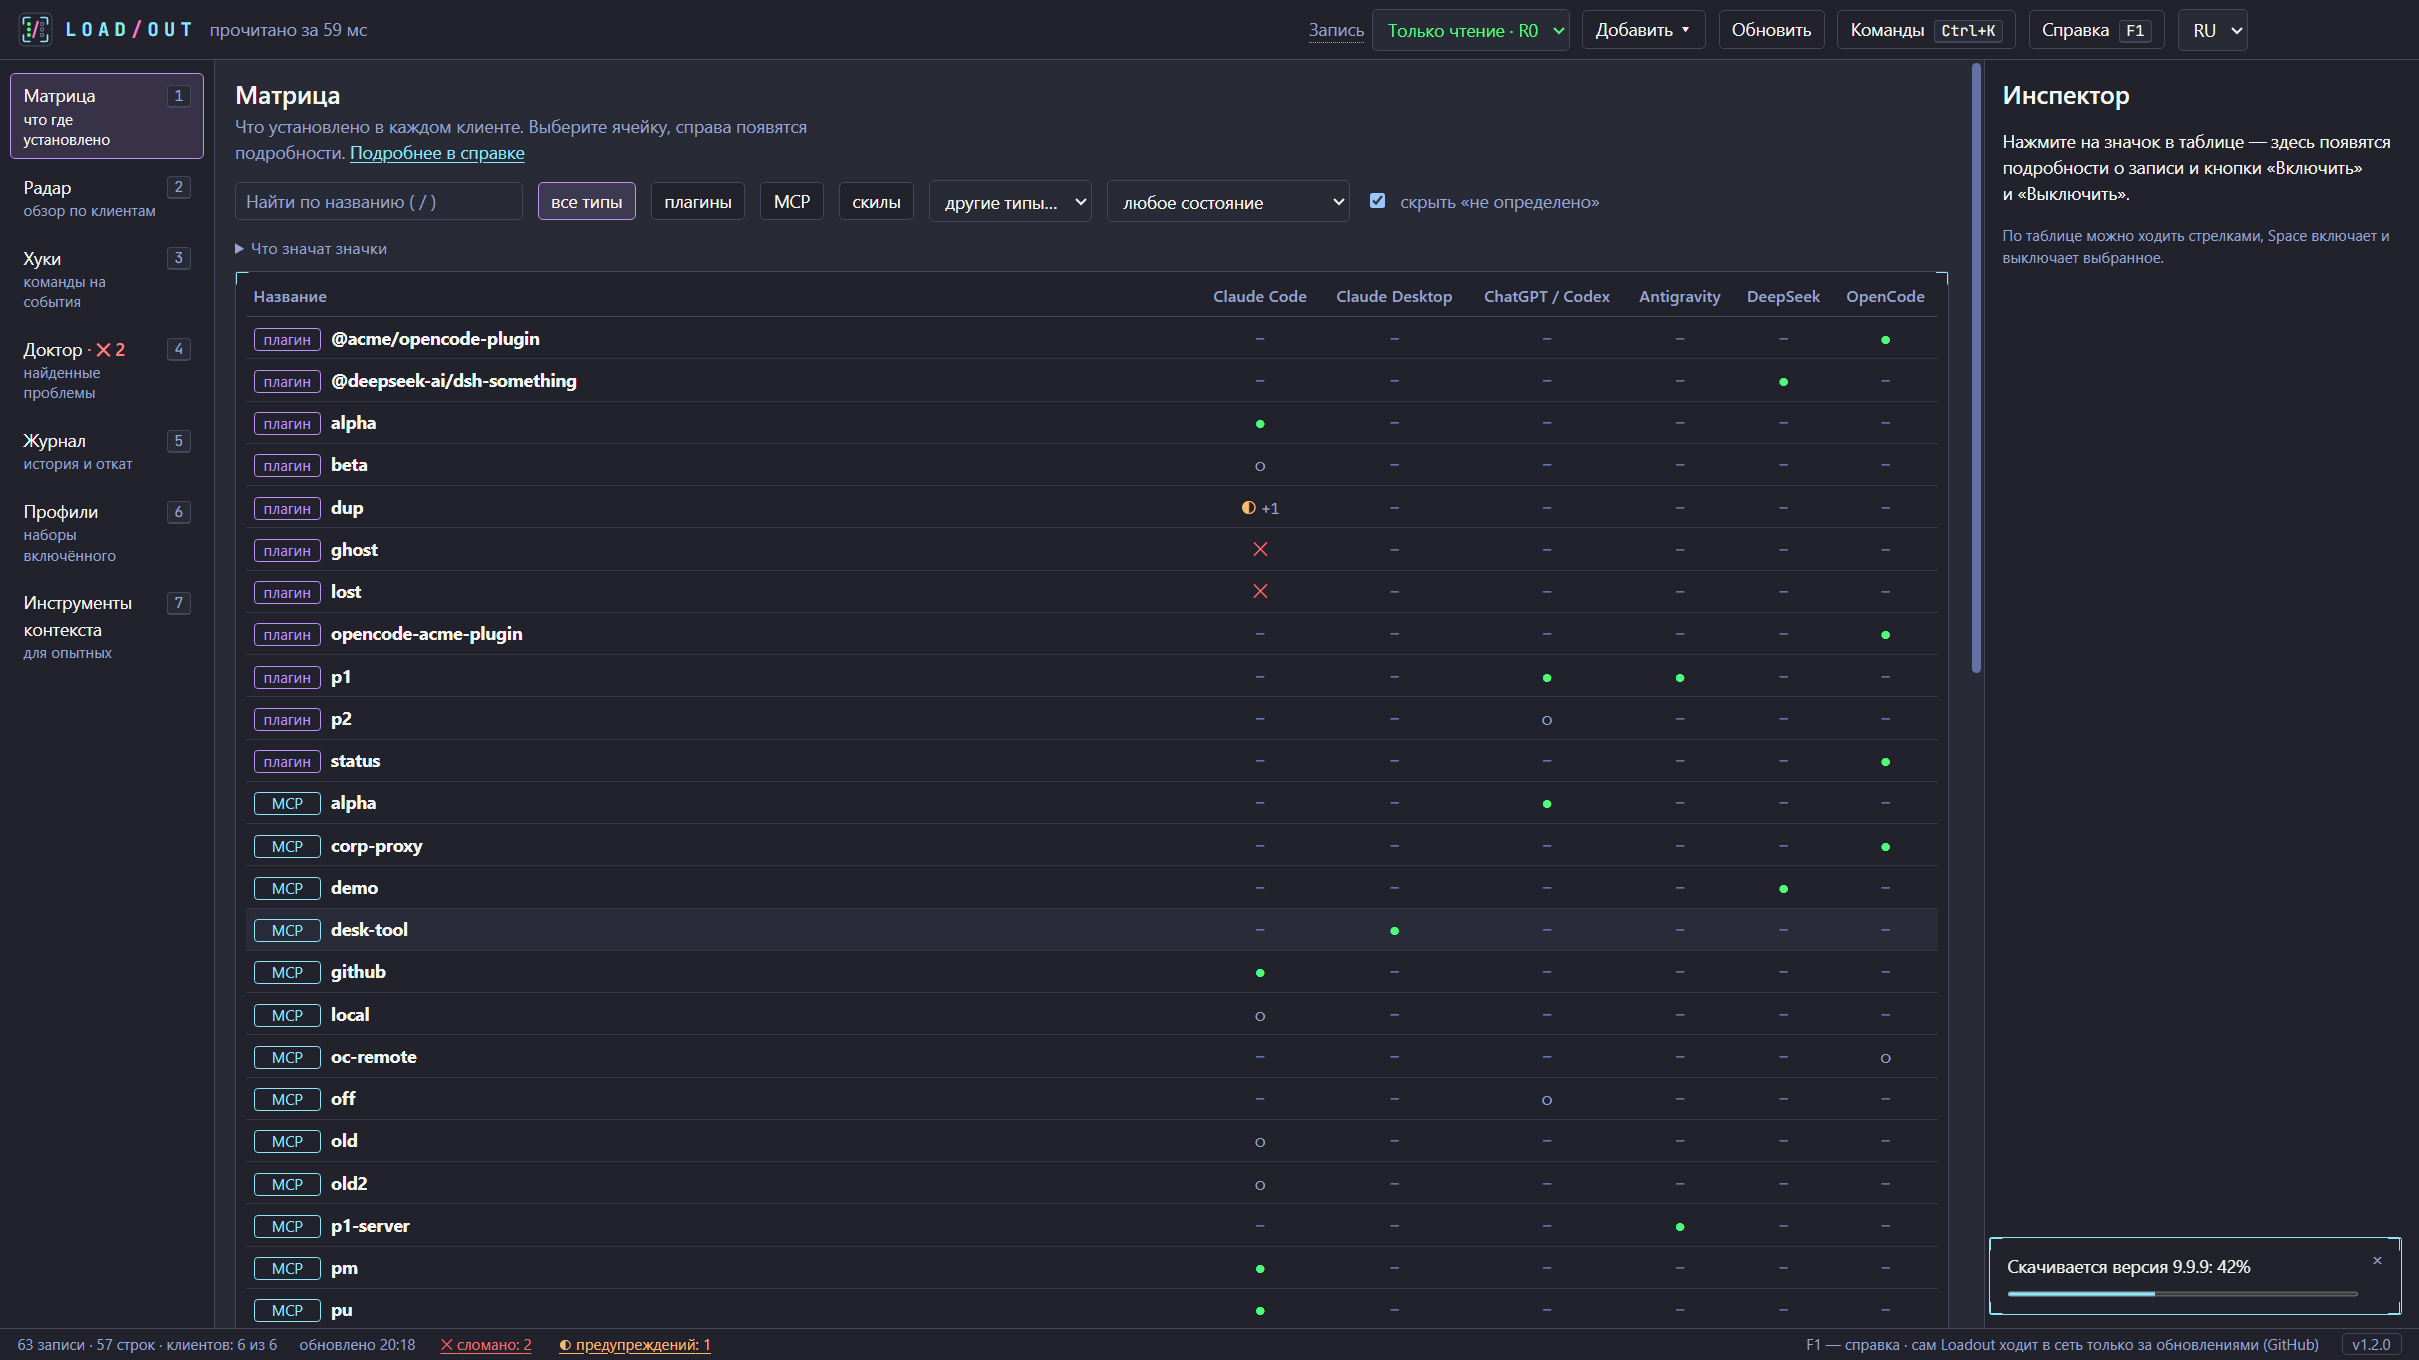 LOAD/OUT прочитано за 59 мс
Запись Только чтение · R0 Добавить ▾ Обновить Команды Ctrl+K Справка F1 RU
Матрица 1
что где
установлено
Радар 2
обзор по клиентам
Хуки 3
команды на
события
Доктор · ✕ 2 4
найденные
проблемы
Журнал 5
история и откат
Профили 6
наборы
включённого
Инструменты 7
контекста
для опытных
Матрица
Что установлено в каждом клиенте. Выберите ячейку, справа появятся
подробности. Подробнее в справке
Найти по названию ( / ) все типы плагины MCP скилы другие типы... любое состояние скрыть «не определено»
▶ Что значат значки
Название Claude Code Claude Desktop ChatGPT / Codex Antigravity DeepSeek OpenCode
плагин @acme/opencode-plugin – – – – – ●
плагин @deepseek-ai/dsh-something – – – – ● –
плагин alpha ● – – – – –
плагин beta ○ – – – – –
плагин dup ◐ +1 – – – – –
плагин ghost ✕ – – – – –
плагин lost ✕ – – – – –
плагин opencode-acme-plugin – – – – – ●
плагин p1 – – ● ● – –
плагин p2 – – ○ – – –
плагин status – – – – – ●
MCP alpha – – ● – – –
MCP corp-proxy – – – – – ●
MCP demo – – – – ● –
MCP desk-tool – ● – – – –
MCP github ● – – – – –
MCP local ○ – – – – –
MCP oc-remote – – – – – ○
MCP off – – ○ – – –
MCP old ○ – – – – –
MCP old2 ○ – – – – –
MCP p1-server – – – ● – –
MCP pm ● – – – – –
MCP pu ● – – – – –
Инспектор
Нажмите на значок в таблице — здесь появятся
подробности о записи и кнопки «Включить»
и «Выключить».
По таблице можно ходить стрелками, Space включает и
выключает выбранное.
Скачивается версия 9.9.9: 42% ×
63 записи · 57 строк · клиентов: 6 из 6 обновлено 20:18 ✕ сломано: 2 ◐ предупреждений: 1
F1 — справка · сам Loadout ходит в сеть только за обновлениями (GitHub) v1.2.0